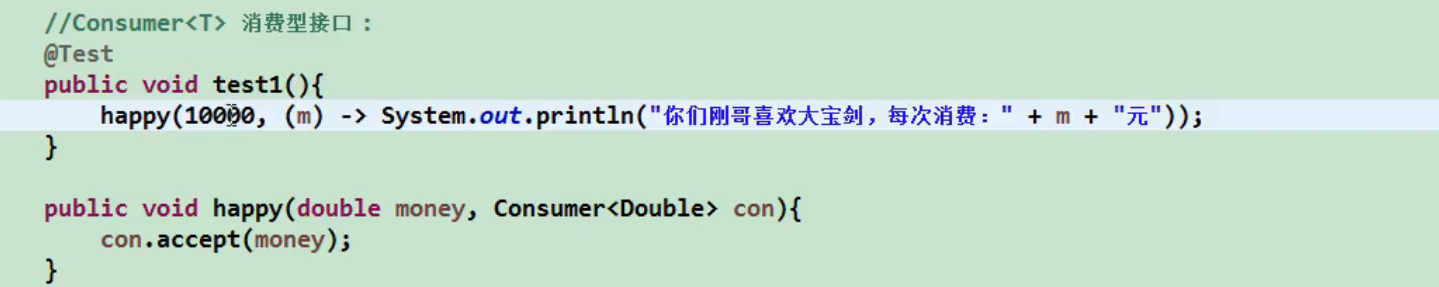 //Consumer<T> 消费型接口 :
@Test
public void test1(){
happy(10000, (m) -> System.out.println("你们刚哥喜欢大宝剑，每次消费：" + m + "元"));
}
public void happy(double money, Consumer<Double> con){
con.accept(money);
}